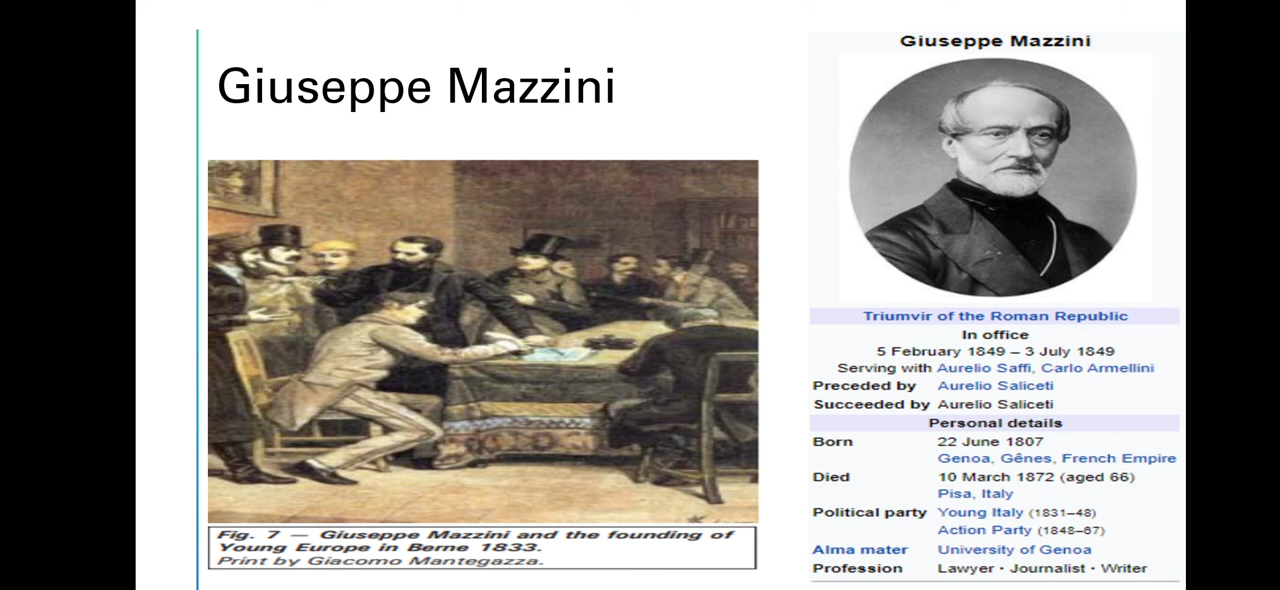 Giuseppe Mazzini
Fig. 7 — Giuseppe Mazzini and the founding of
Young Europe in Berne 1833.
Print by Giacomo Mantegazza.
Giuseppe Mazzini
Triumvir of the Roman Republic
In office
5 February 1849 – 3 July 1849
Serving with Aurelio Saffi, Carlo Armellini
Preceded by Aurelio Saliceti
Succeeded by Aurelio Saliceti
Personal details
Born 22 June 1807
Genoa, Gênes, French Empire
Died 10 March 1872 (aged 66)
Pisa, Italy
Political party Young Italy (1831–48)
Action Party (1848–67)
Alma mater University of Genoa
Profession Lawyer · Journalist · Writer